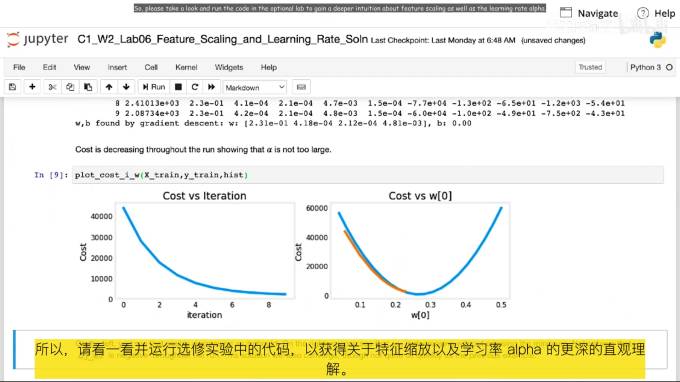 So, please take a look and run the code in the optional lab to gain a deeper intuition about feature scaling as well as the learning rate alpha.
Navigate
Help
jupyter C1_W2_Lab06_Feature_Scaling_and_Learning_Rate_Soln Last Checkpoint: Last Monday at 6:48 AM (unsaved changes)
File Edit View Insert Cell Kernel Widgets Help
Trusted
Python 3
Run
Markdown
8 2.41013e+03 2.3e-01 4.1e-04 2.1e-04 4.7e-03 1.5e-04 -7.7e+04 -1.3e+02 -6.5e+01 -1.2e+03 -5.4e+01
9 2.08734e+03 2.3e-01 4.2e-04 2.1e-04 4.8e-03 1.5e-04 -6.0e+04 -1.0e+02 -4.9e+01 -7.5e+02 -4.3e+01
w,b found by gradient descent: w: [2.31e-01 4.18e-04 2.12e-04 4.81e-03], b: 0.00
Cost is decreasing throughout the run showing that α is not too large.
In [9]: plot_cost_i_w(X_train,y_train,hist)
Cost vs Iteration
Cost
40000
30000
20000
10000
0
0 2 4 6 8
iteration
Cost vs w[0]
Cost
60000
40000
20000
0
0.1 0.2 0.3 0.4 0.5
w[0]
所以，请看一看并运行选修实验中的代码，以获得关于特征缩放以及学习率 alpha 的更深的直观理
解。